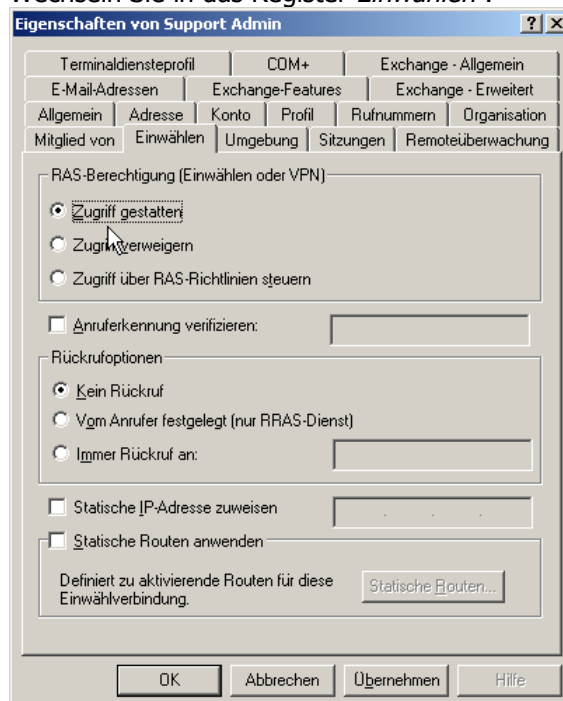 Wechseln Sie in das Register "Einwählen".
Eigenschaften von Support Admin
Terminaldiensteprofil COM+ Exchange - Allgemein
E-Mail-Adressen Exchange-Features Exchange - Erweitert
Allgemein Adresse Konto Profil Rufnummern Organisation
Mitglied von Einwählen Umgebung Sitzungen Remoteüberwachung
RAS-Berechtigung (Einwählen oder VPN)
Zugriff gestatten
Zugriff verweigern
Zugriff über RAS-Richtlinien steuern
Anruferkennung verifizieren:
Rückrufoptionen
Kein Rückruf
Vom Anrufer festgelegt (nur RRAS-Dienst)
Immer Rückruf an:
Statische IP-Adresse zuweisen
Statische Routen anwenden
Definiert zu aktivierende Routen für diese
Einwählverbindung.
Statische Routen...
OK Abbrechen Übernehmen Hilfe